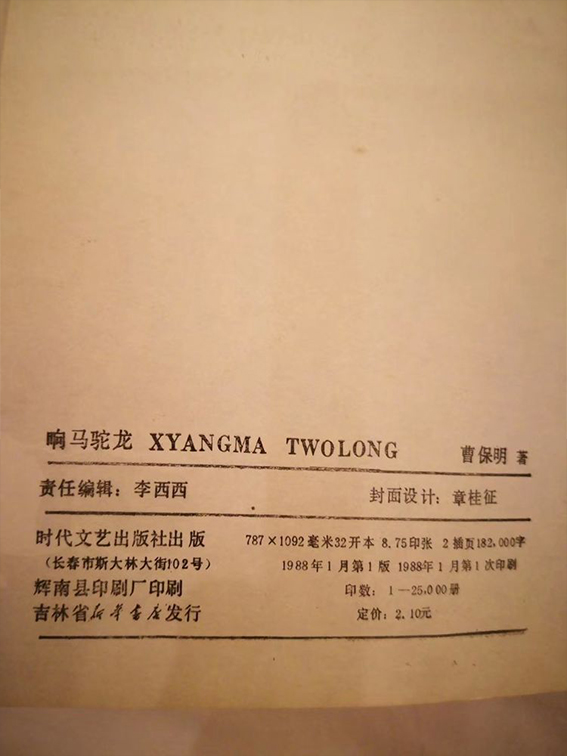 响马驼龙 XYANGMA TWOLONG 曹保明 著
责任编辑：李西西 封面设计：章桂征
时代文艺出版社出版 787×1092毫米32开本 8.75印张 2 插页182,000字
（长春市斯大林大街102号） 1988年1月第1版 1988年1月第1次印刷
辉南县印刷厂印刷 印数：1—25,000册
吉林省新华书店发行 定价：2.10元